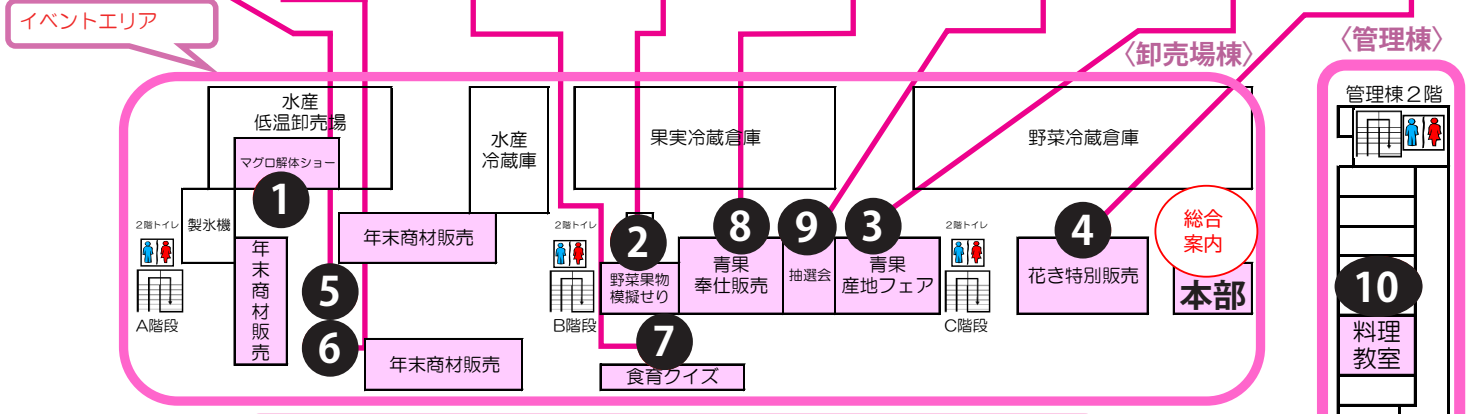 イベントエリア
〈卸売場棟〉
〈管理棟〉
水産
低温卸売場
マグロ解体ショー
1
製氷機
2階トイレ
A階段
年末商材販売
年末商材販売
5
6
年末商材販売
水産
冷蔵庫
果実冷蔵倉庫
2階トイレ
B階段
2
野菜果物
模擬せり
7
食育クイズ
8
青果
奉仕販売
9
抽選会
3
青果
産地フェア
野菜冷蔵倉庫
2階トイレ
C階段
4
花き特別販売
総合
案内
本部
管理棟2階
10
料理
教室